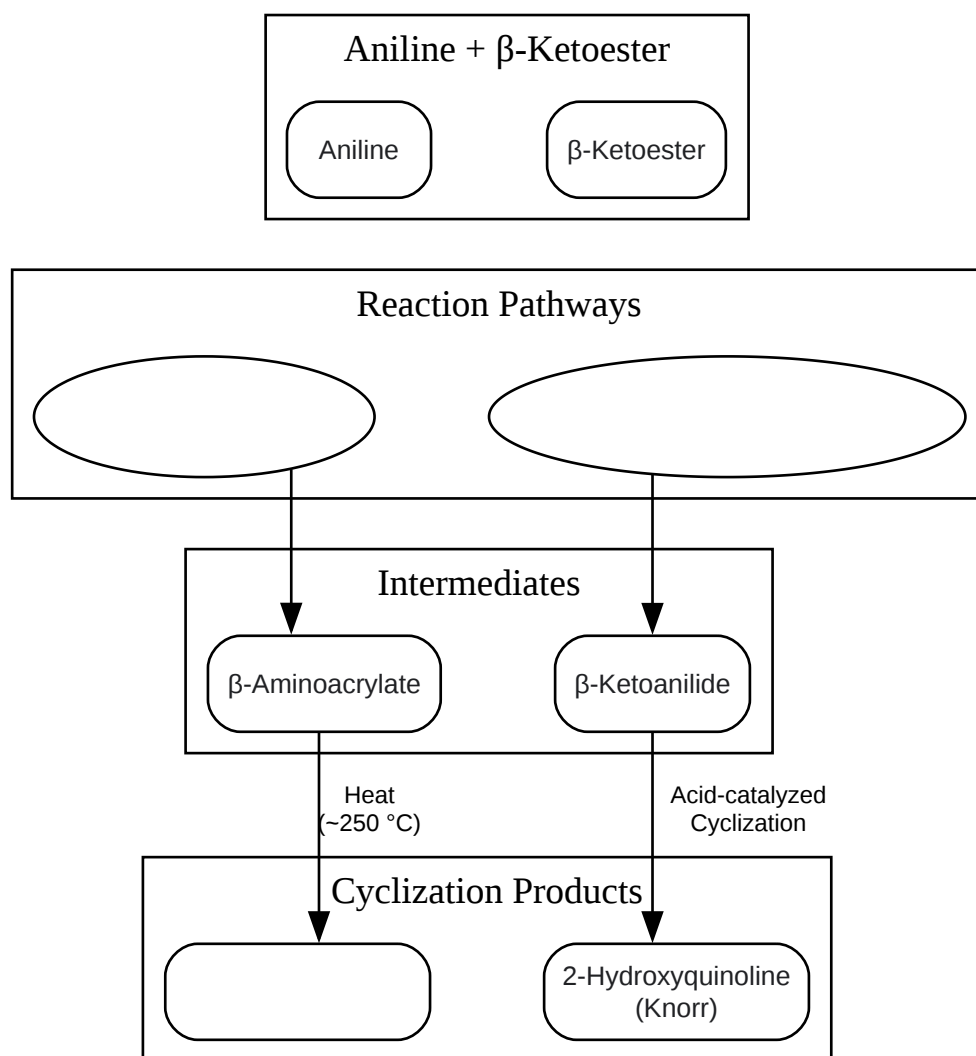 Aniline + β-Ketoester
Aniline
β-Ketoester
Reaction Pathways
Intermediates
β-Aminoacrylate
β-Ketoanilide
Heat
(~250 °C)
Acid-catalyzed
Cyclization
Cyclization Products
2-Hydroxyquinoline
(Knorr)